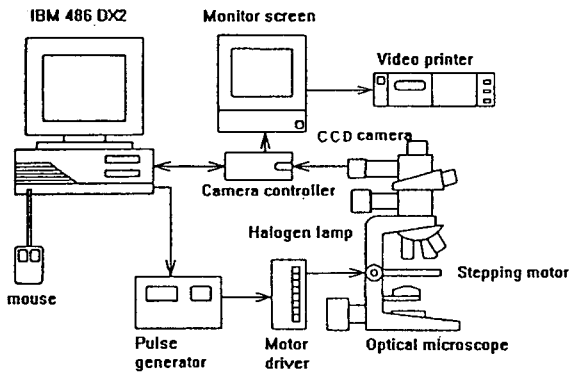 IBM 486 DX2
Monitor screen
Video printer
CCD camera
Camera controller
Halogen lamp
Stepping motor
mouse
Pulse
generator
Motor
driver
Optical microscope